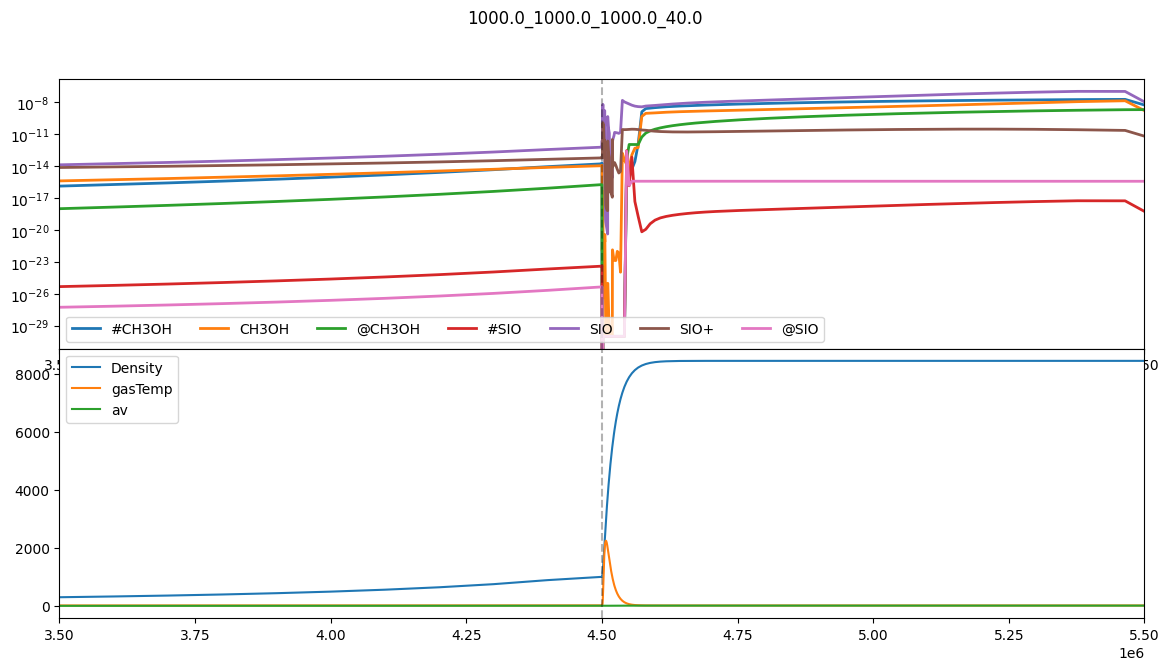 1000.0_1000.0_1000.0_40.0
10⁻⁸
10⁻¹¹
10⁻¹⁴
10⁻¹⁷
10⁻²⁰
10⁻²³
10⁻²⁶
10⁻²⁹
#CH3OH CH3OH @CH3OH #SIO SIO SIO+ @SIO
Density
gasTemp
av
8000
6000
4000
2000
0
3.50 3.75 4.00 4.25 4.50 4.75 5.00 5.25 5.50
1e6